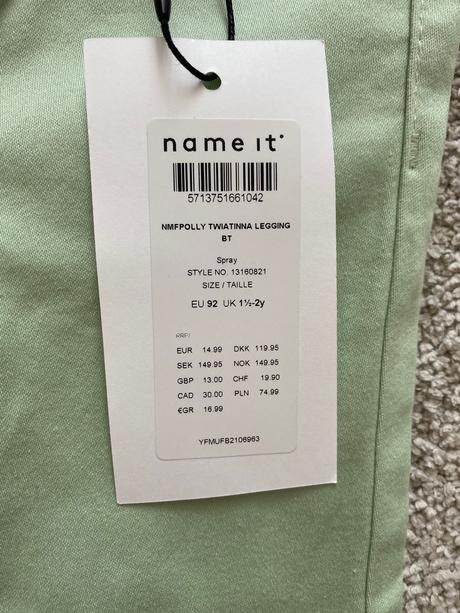 name it
5713751661042
NMFPOLLY TWIATINNA LEGGING
BT
Spray
STYLE NO. 13160821
SIZE / TAILLE
EU 92 UK 1½-2y
RRP/
EUR 14.99 DKK 119.95
SEK 149.95 NOK 149.95
GBP 13.00 CHF 19.90
CAD 30.00 PLN 74.99
€GR 16.99
YFMUFB2106963